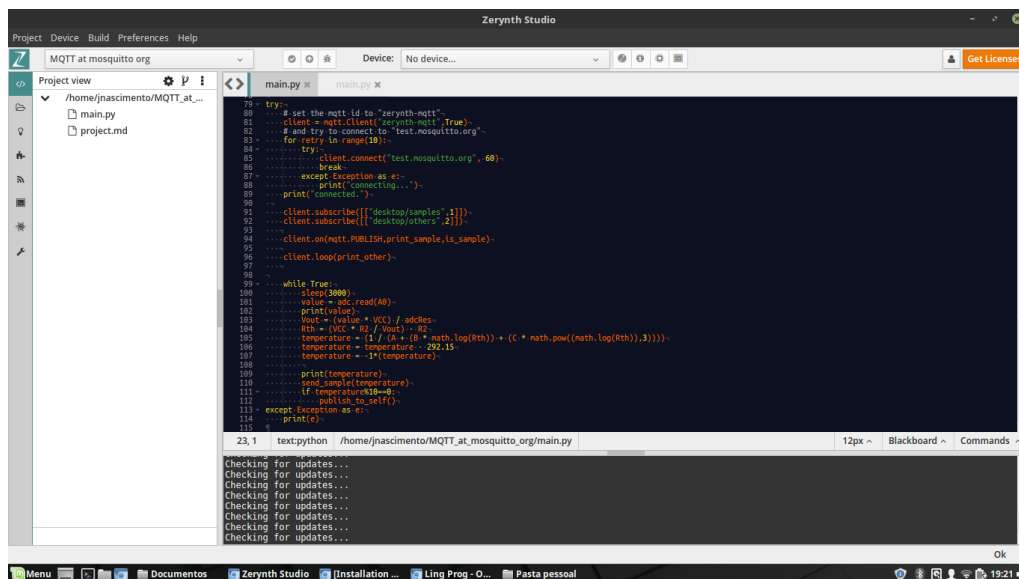 Zerynth Studio
Project Device Build Preferences Help
MQTT at mosquitto org
Device: No device...
Get License
Project view
/home/jnascimento/MQTT_at_...
main.py
project.md
main.py
main.py
79 try:
80 # set the mqtt id to "zerynth-mqtt"
81 client = mqtt.Client("zerynth-mqtt",True)
82 # and try to connect to "test.mosquitto.org"
83 for retry in range(10):
84 try:
85 client.connect("test.mosquitto.org", 60)
86 break
87 except Exception as e:
88 print("connecting...")
89 print("connected.")
90
91 client.subscribe([["desktop/samples",1]])
92 client.subscribe([["desktop/others",2]])
93
94 client.on(mqtt.PUBLISH,print_sample,is_sample)
95
96 client.loop(print_other)
97
98
99 while True:
100 sleep(3000)
101 value = adc.read(A0)
102 print(value)
103 Vout = (value * VCC) / adcRes
104 Rth = (VCC * R2 / Vout) - R2
105 temperature = (1 / (A + (B * math.log(Rth)) + (C * math.pow((math.log(Rth)),3))))
106 temperature = temperature - 292.15
107 temperature = -1*(temperature)
108
109 print(temperature)
110 send_sample(temperature)
111 if temperature%10==0:
112 publish_to_self()
113 except Exception as e:
114 print(e)
115
23, 1 text:python /home/jnascimento/MQTT_at_mosquitto_org/main.py 12px Blackboard Commands
Checking for updates...
Checking for updates...
Checking for updates...
Checking for updates...
Checking for updates...
Checking for updates...
Checking for updates...
Checking for updates...
Ok
Menu Documentos Zerynth Studio [Installation ... Ling Prog - O... Pasta pessoal 19:21